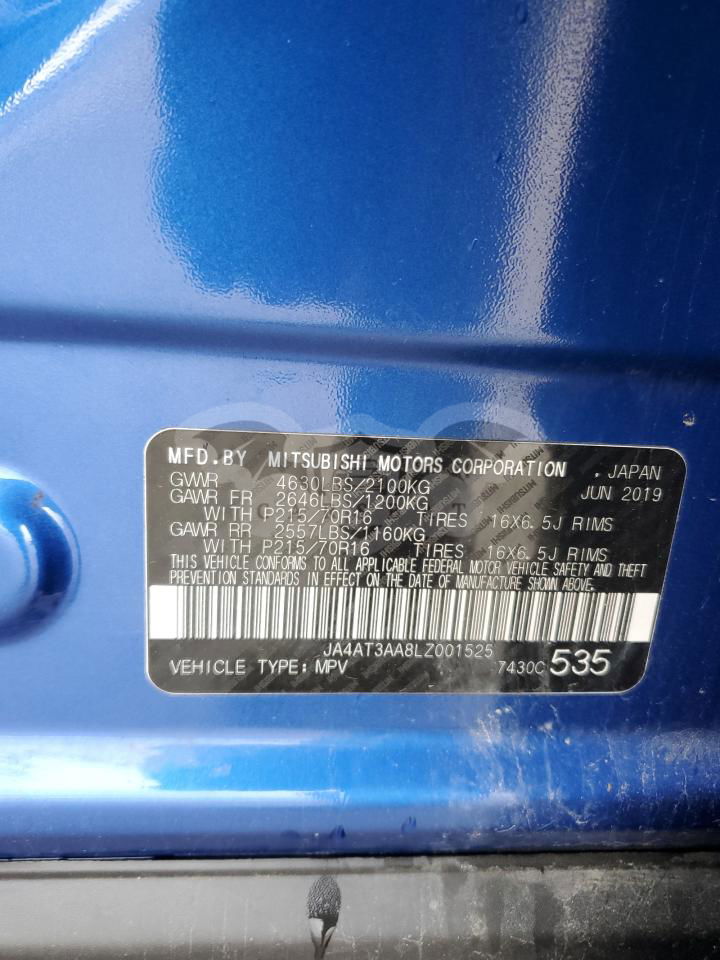 MFD.BY MITSUBISHI MOTORS CORPORATION . JAPAN
GVWR 4630LBS/2100KG JUN 2019
GAWR FR 2646LBS/1200KG
WITH P215/70R16 TIRES 16X6.5J RIMS
GAWR RR 2557LBS/1160KG
WITH P215/70R16 TIRES 16X6.5J RIMS
THIS VEHICLE CONFORMS TO ALL APPLICABLE FEDERAL MOTOR VEHICLE SAFETY AND THEFT
PREVENTION STANDARDS IN EFFECT ON THE DATE OF MANUFACTURE SHOWN ABOVE.
JA4AT3AA8LZ001525
VEHICLE TYPE: MPV 7430C 535